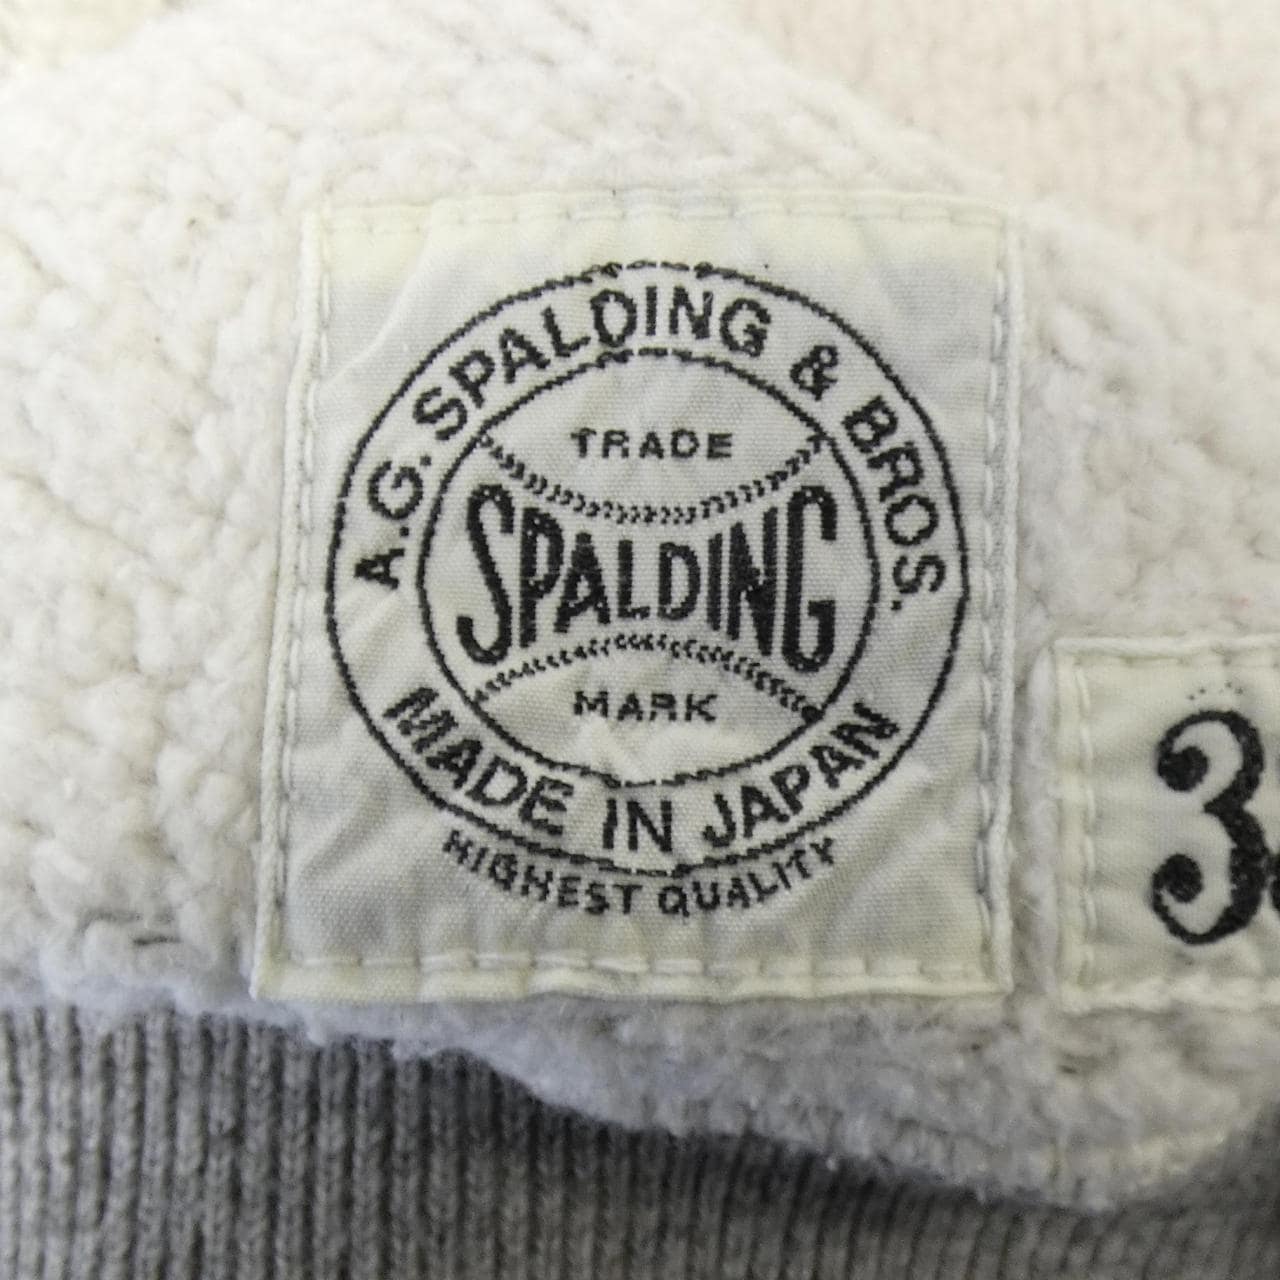 A.G. SPALDING & BROS.
TRADE
SPALDING
MARK
MADE IN JAPAN
HIGHEST QUALITY